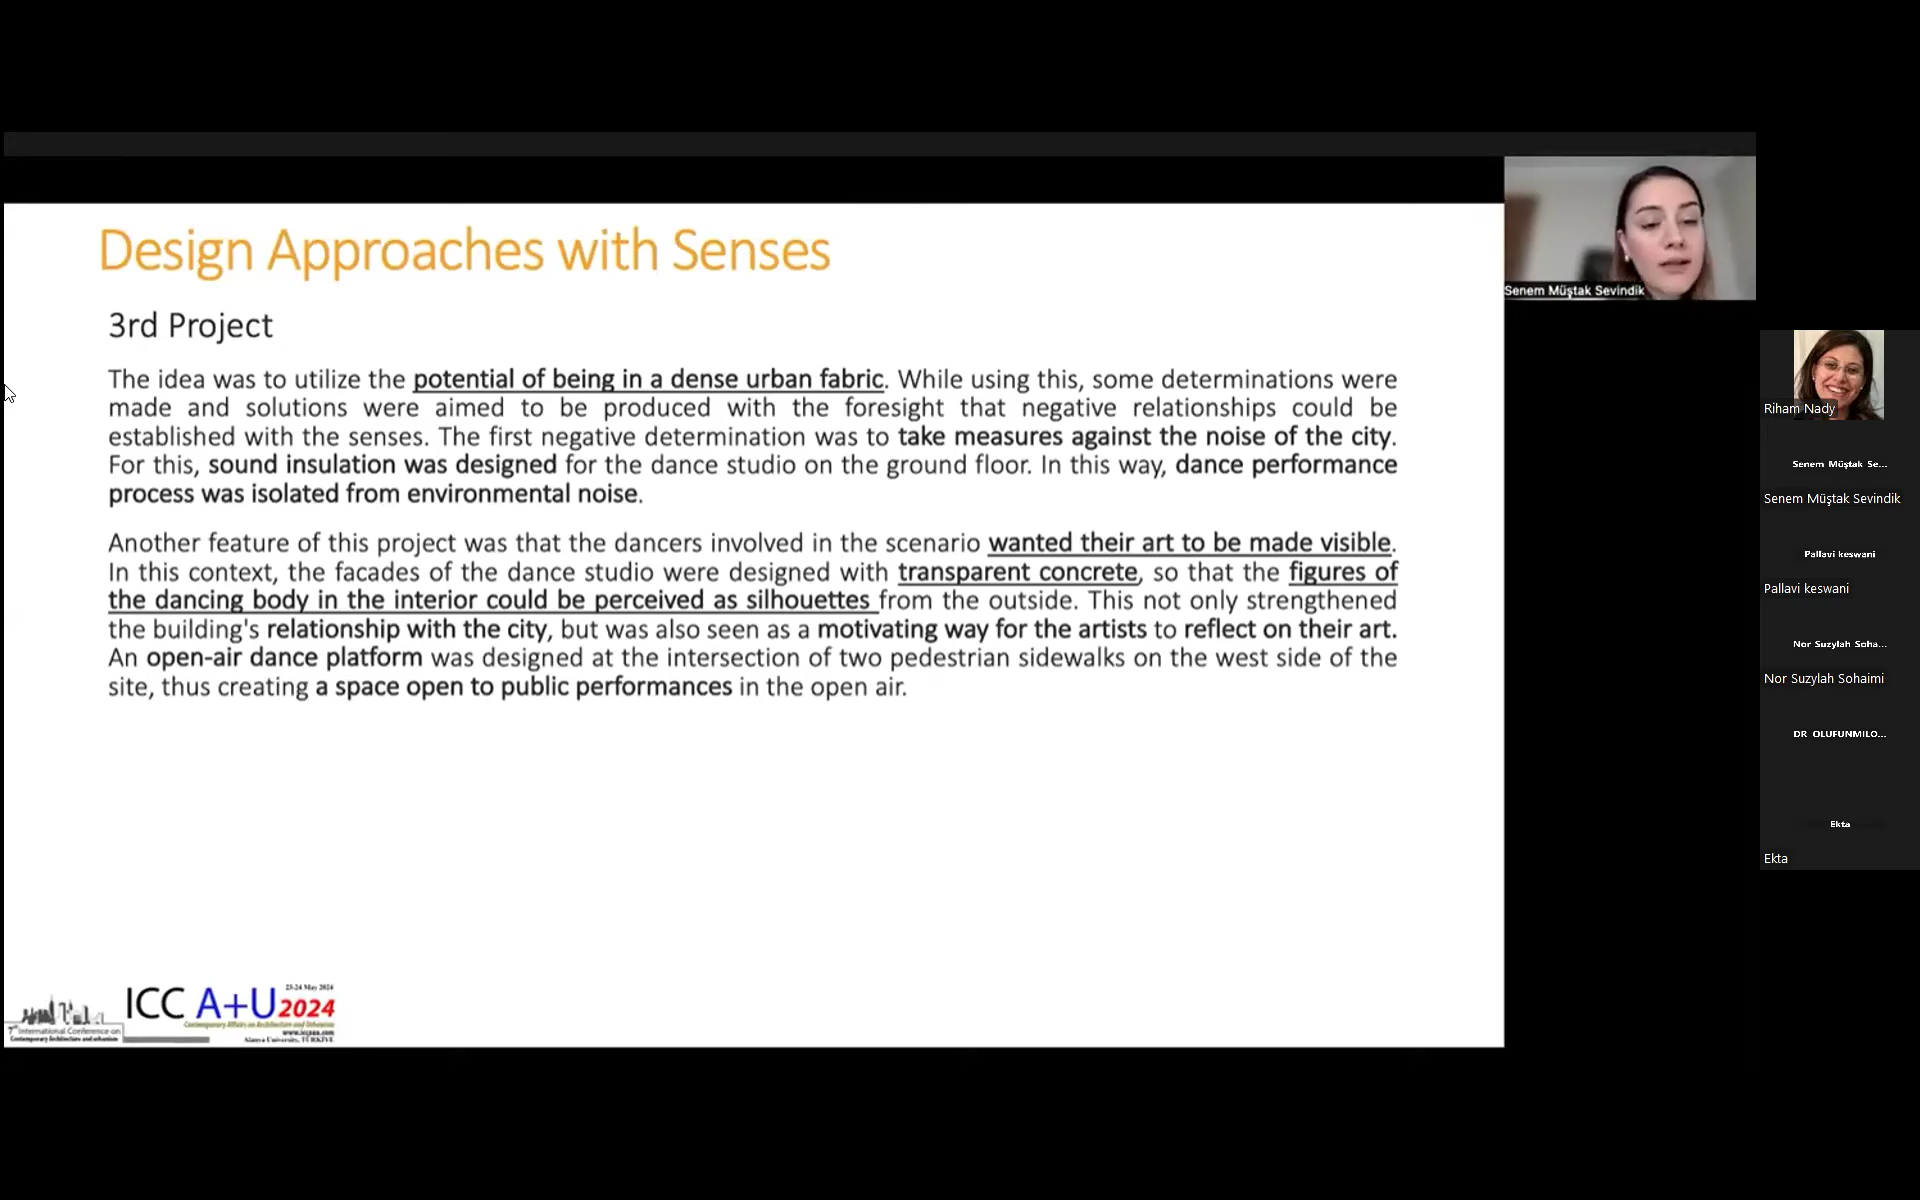 Design Approaches with Senses
3rd Project
The idea was to utilize the potential of being in a dense urban fabric. While using this, some determinations were
made and solutions were aimed to be produced with the foresight that negative relationships could be
established with the senses. The first negative determination was to take measures against the noise of the city.
For this, sound insulation was designed for the dance studio on the ground floor. In this way, dance performance
process was isolated from environmental noise.
Another feature of this project was that the dancers involved in the scenario wanted their art to be made visible.
In this context, the facades of the dance studio were designed with transparent concrete, so that the figures of
the dancing body in the interior could be perceived as silhouettes from the outside. This not only strengthened
the building's relationship with the city, but was also seen as a motivating way for the artists to reflect on their art.
An open-air dance platform was designed at the intersection of two pedestrian sidewalks on the west side of the
site, thus creating a space open to public performances in the open air.
23-24 May 2024
ICC A+U 2024
Contemporary Affairs on Architecture and Urbanism
7th International Conference on
Contemporary Architecture and urbanism
Alanya University, TÜRKİYE
Senem Müştak Sevindik
Riham Nady
Senem Müştak Se...
Senem Müştak Sevindik
Pallavi keswani
Pallavi keswani
Nor Suzylah Soha...
Nor Suzylah Sohaimi
DR OLUFUNMILO...
Ekta
Ekta